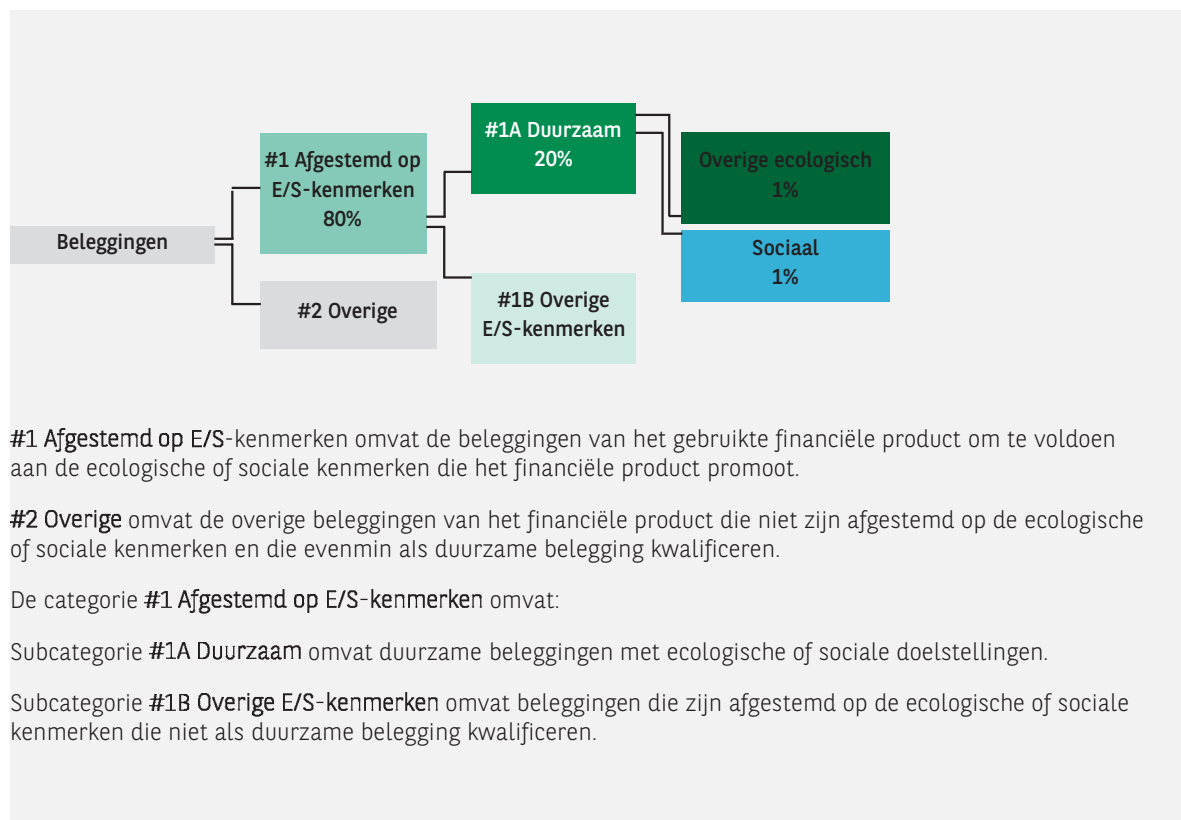 #1A Duurzaam
20%
#1 Afgestemd op
E/S-kenmerken
80%
Overige ecologisch
1%
Beleggingen
Sociaal
1%
#2 Overige
#1B Overige
E/S-kenmerken
#1 Afgestemd op E/S-kenmerken omvat de beleggingen van het gebruikte financiële product om te voldoen
aan de ecologische of sociale kenmerken die het financiële product promoot.
#2 Overige omvat de overige beleggingen van het financiële product die niet zijn afgestemd op de ecologische
of sociale kenmerken en die evenmin als duurzame belegging kwalificeren.
De categorie #1 Afgestemd op E/S-kenmerken omvat:
Subcategorie #1A Duurzaam omvat duurzame beleggingen met ecologische of sociale doelstellingen.
Subcategorie #1B Overige E/S-kenmerken omvat beleggingen die zijn afgestemd op de ecologische of sociale
kenmerken die niet als duurzame belegging kwalificeren.